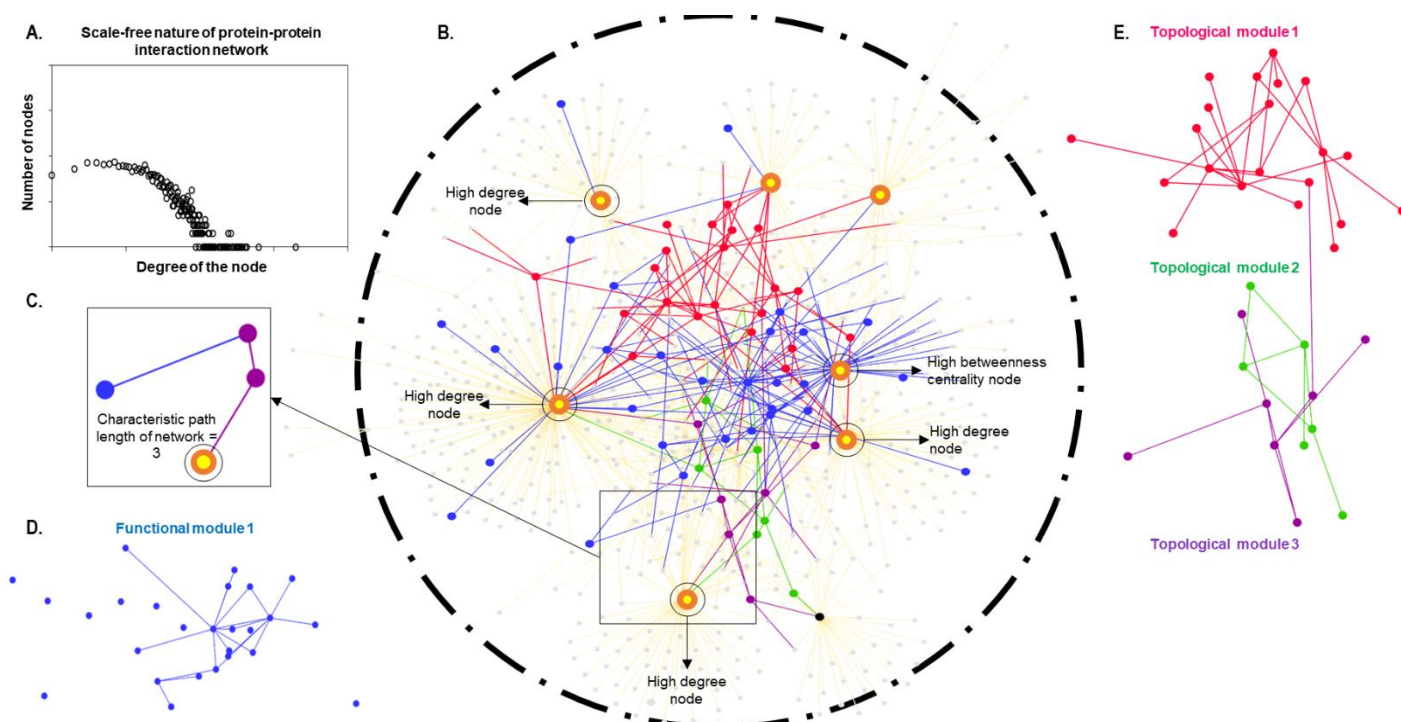 A.
Scale-free nature of protein-protein
interaction network
Number of nodes
Degree of the node
B.
High degree
node
High degree
node
High betweenness
centrality node
High degree
node
High degree
node
C.
Characteristic path
length of network =
3
D.
Functional module 1
E.
Topological module 1
Topological module 2
Topological module 3